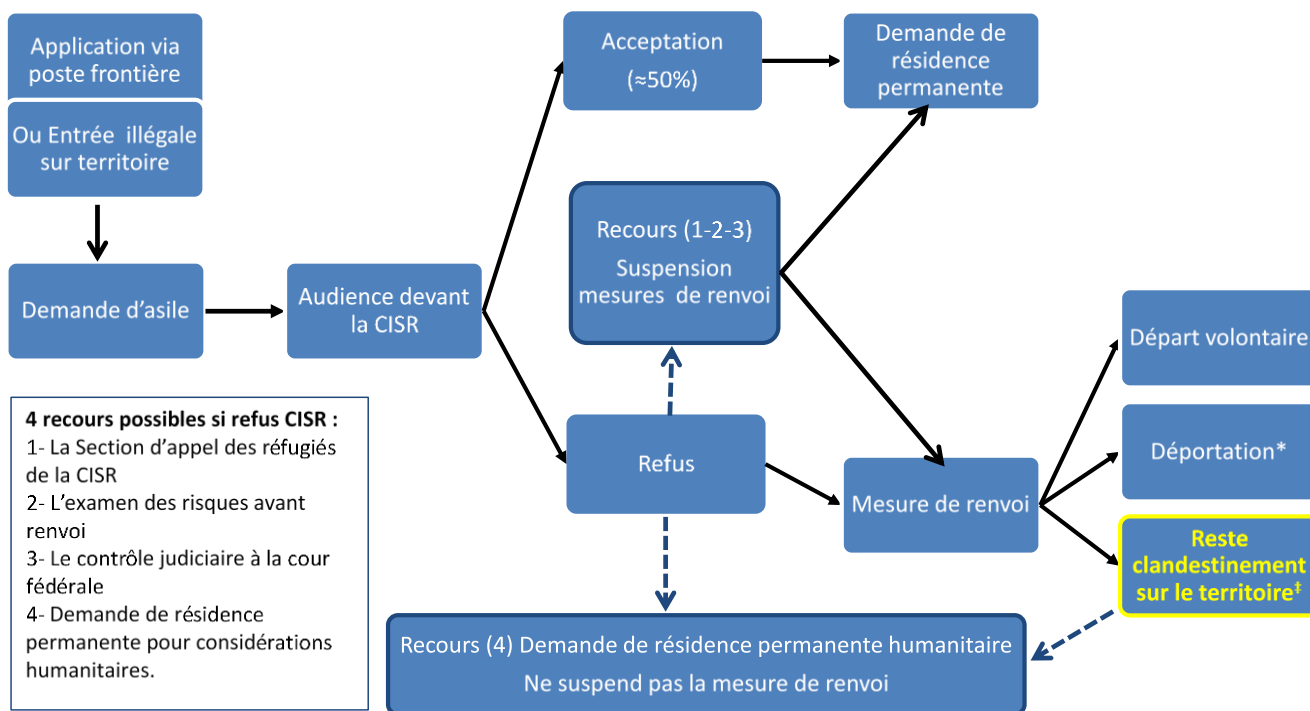 Application via
poste frontière
Ou Entrée illégale
sur territoire
Demande d'asile
Audience devant
la CISR
Acceptation
(≈50%)
Demande de
résidence
permanente
Recours (1-2-3)
Suspension
mesures de renvoi
Refus
Mesure de renvoi
Départ volontaire
Déportation*
Reste
clandestinement
sur le territoire‡
Recours (4) Demande de résidence permanente humanitaire
Ne suspend pas la mesure de renvoi
4 recours possibles si refus CISR :
1- La Section d'appel des réfugiés
de la CISR
2- L'examen des risques avant
renvoi
3- Le contrôle judiciaire à la cour
fédérale
4- Demande de résidence
permanente pour considérations
humanitaires.